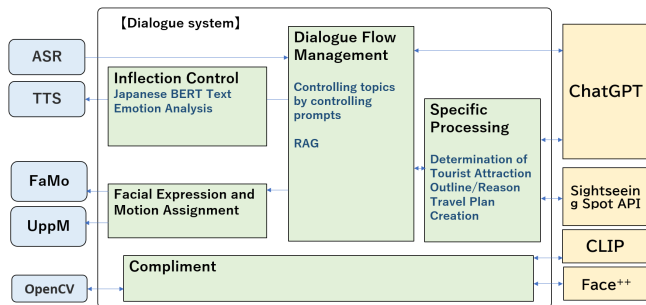 【Dialogue system】
ASR
TTS
FaMo
UppM
OpenCV
Inflection Control
Japanese BERT Text
Emotion Analysis
Facial Expression and
Motion Assignment
Dialogue Flow
Management
Controlling topics
by controlling
prompts
RAG
Specific
Processing
Determination of
Tourist Attraction
Outline/Reason
Travel Plan
Creation
Compliment
ChatGPT
Sightseein
g Spot API
CLIP
Face++